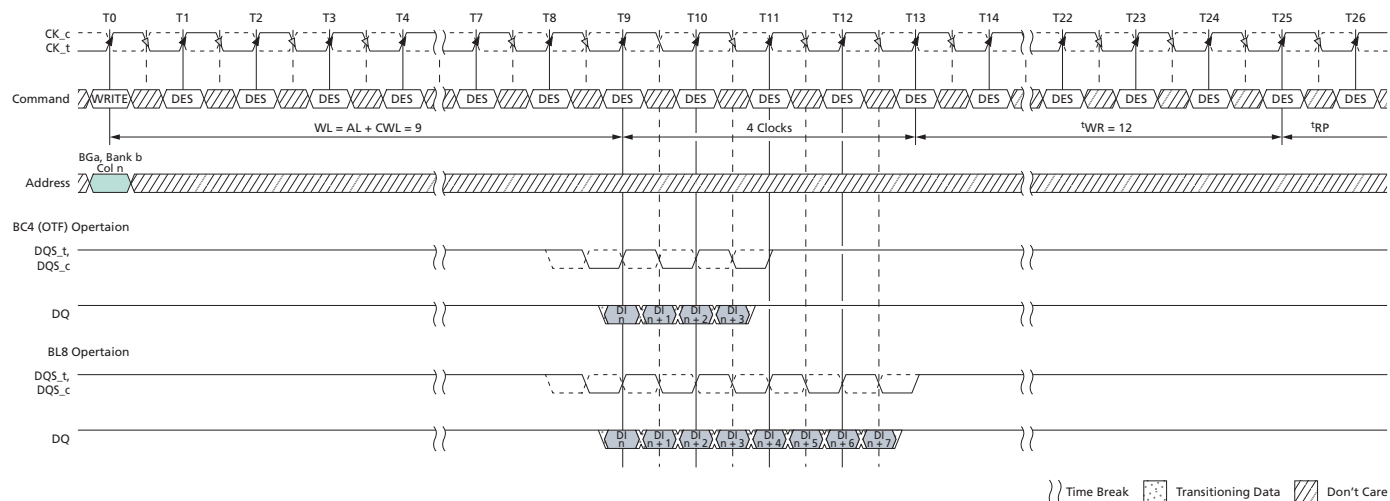 T0 T1 T2 T3 T4 T7 T8 T9 T10 T11 T12 T13 T14 T22 T23 T24 T25 T26
CK_c
CK_t
Command WRITE DES DES DES DES DES DES DES DES DES DES DES DES DES DES DES DES DES
WL = AL + CWL = 9 4 Clocks tWR = 12 tRP
BGa, Bank b
Col n
Address
BC4 (OTF) Opertaion
DQS_t,
DQS_c
DQ DI n DI n + 1 DI n + 2 DI n + 3
BL8 Opertaion
DQS_t,
DQS_c
DQ DI n DI n + 1 DI n + 2 DI n + 3 DI n + 4 DI n + 5 DI n + 6 DI n + 7
Time Break Transitioning Data Don't Care